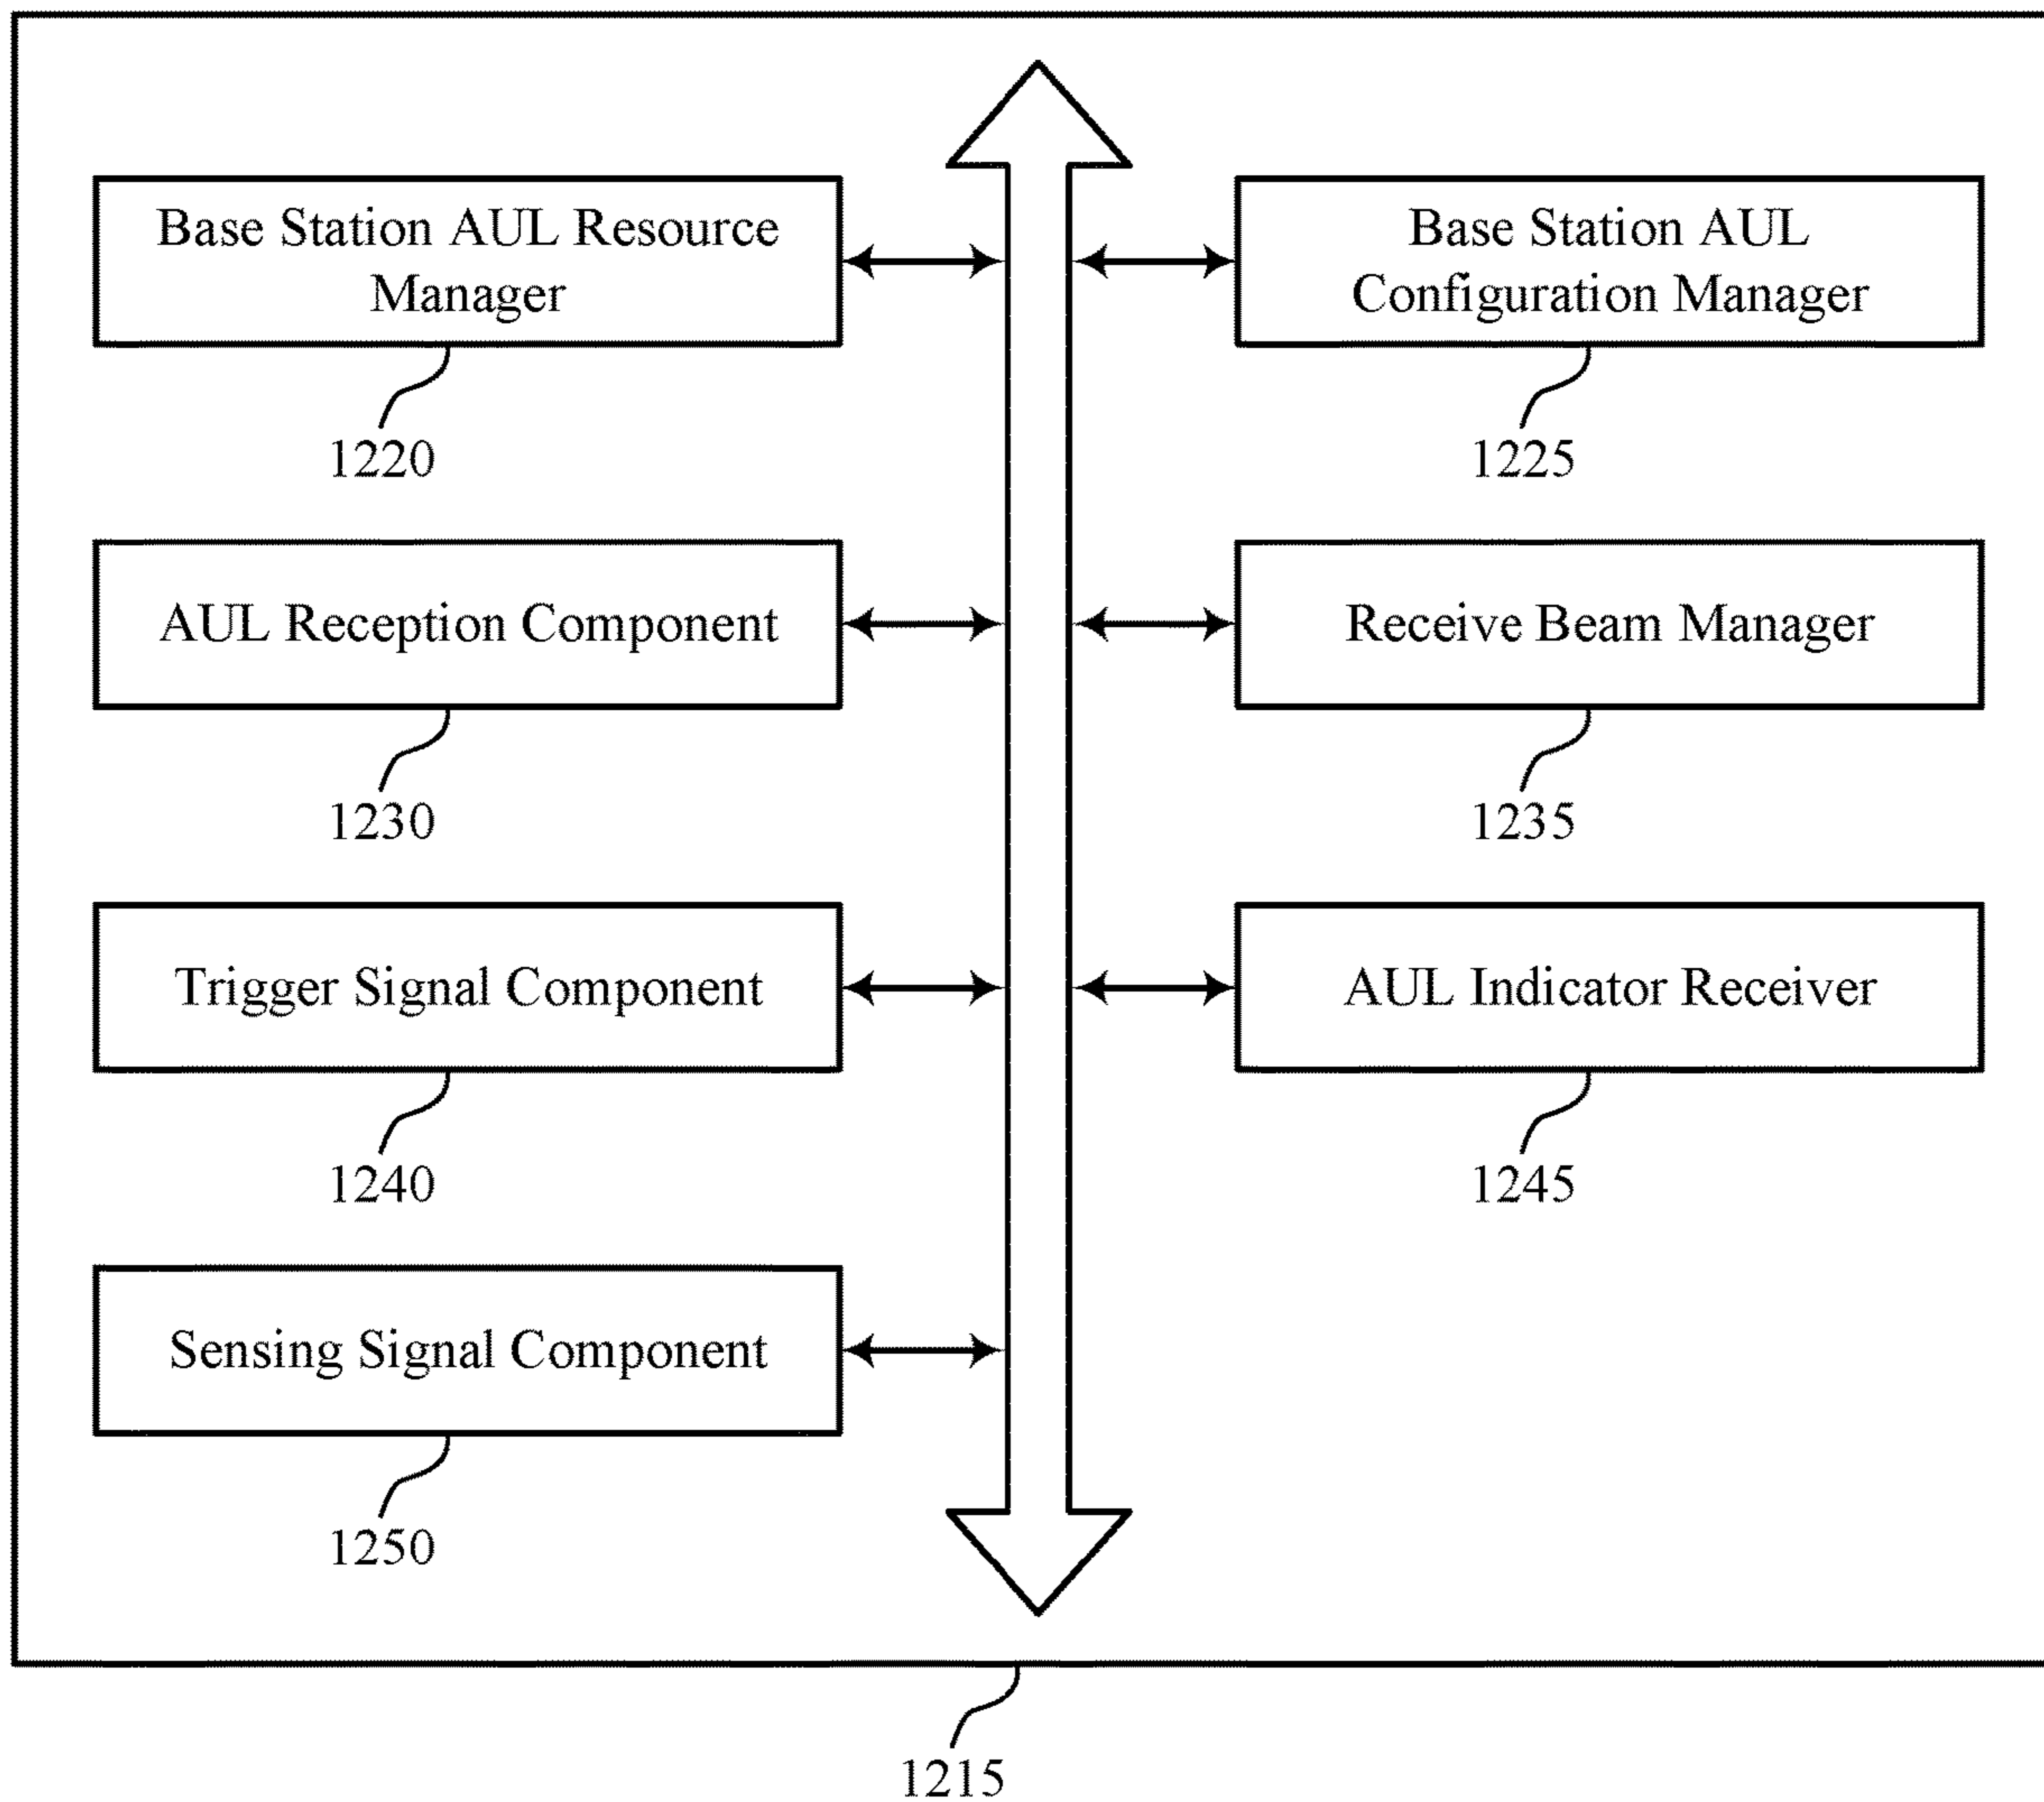 Base Station AUL Resource
Manager
1220
Base Station AUL
Configuration Manager
1225
AUL Reception Component
1230
Receive Beam Manager
1235
Trigger Signal Component
1240
AUL Indicator Receiver
1245
Sensing Signal Component
1250
1215